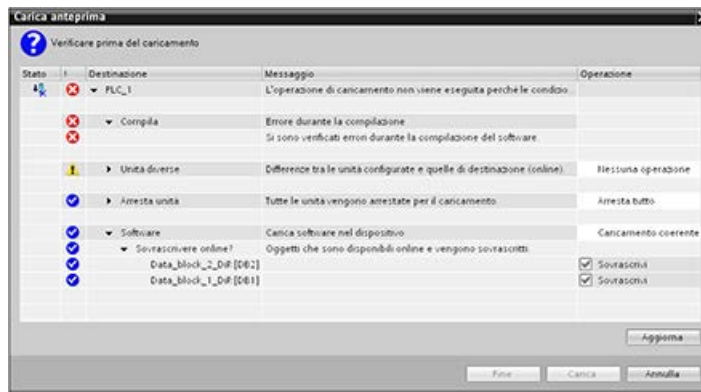 Carica anteprima
Verificare prima del caricamento
Stato ! Destinazione Messaggio Operazione
PLC_1 L'operazione di caricamento non viene eseguita perché le condizio...
Compila Errore durante la compilazione
Si sono verificati errori durante la compilazione del software.
Unità diverse Differenze tra le unità configurate e quelle di destinazione (online) Nessuna operazione
Arresta unità Tutte le unità vengono arrestate per il caricamento. Arresta tutto
Software Carica software nel dispositivo Caricamento coerente
Sovrascrivere online? Oggetti che sono disponibili online e vengono sovrascritti.
Data_block_2_Dif [DB2] Sovrascrivi
Data_block_1_Dif [DB1] Sovrascrivi
Aggiorna
Fine Carica Annulla